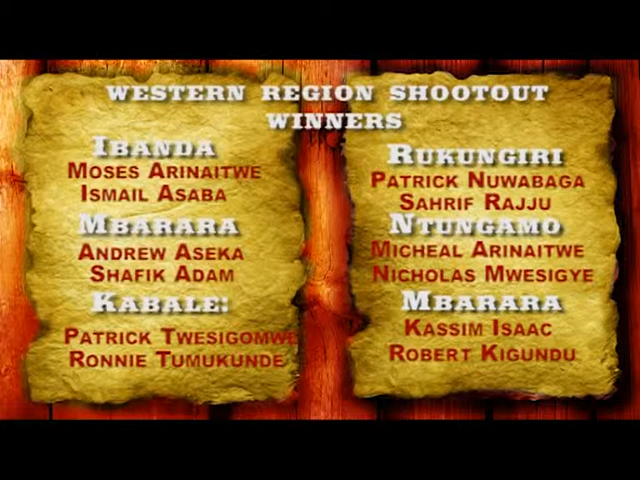 WESTERN REGION SHOOTOUT
WINNERS
IBANDA
MOSES ARINAITWE
ISMAIL ASABA
MBARARA
ANDREW ASEKA
SHAFIK ADAM
KABALE:
PATRICK TWESIGOMWE
RONNIE TUMUKUNDE
RUKUNGIRI
PATRICK NUWABAGA
SAHRIF RAJJU
NTUNGAMO
MICHEAL ARINAITWE
NICHOLAS MWESIGYE
MBARARA
KASSIM ISAAC
ROBERT KIGUNDU